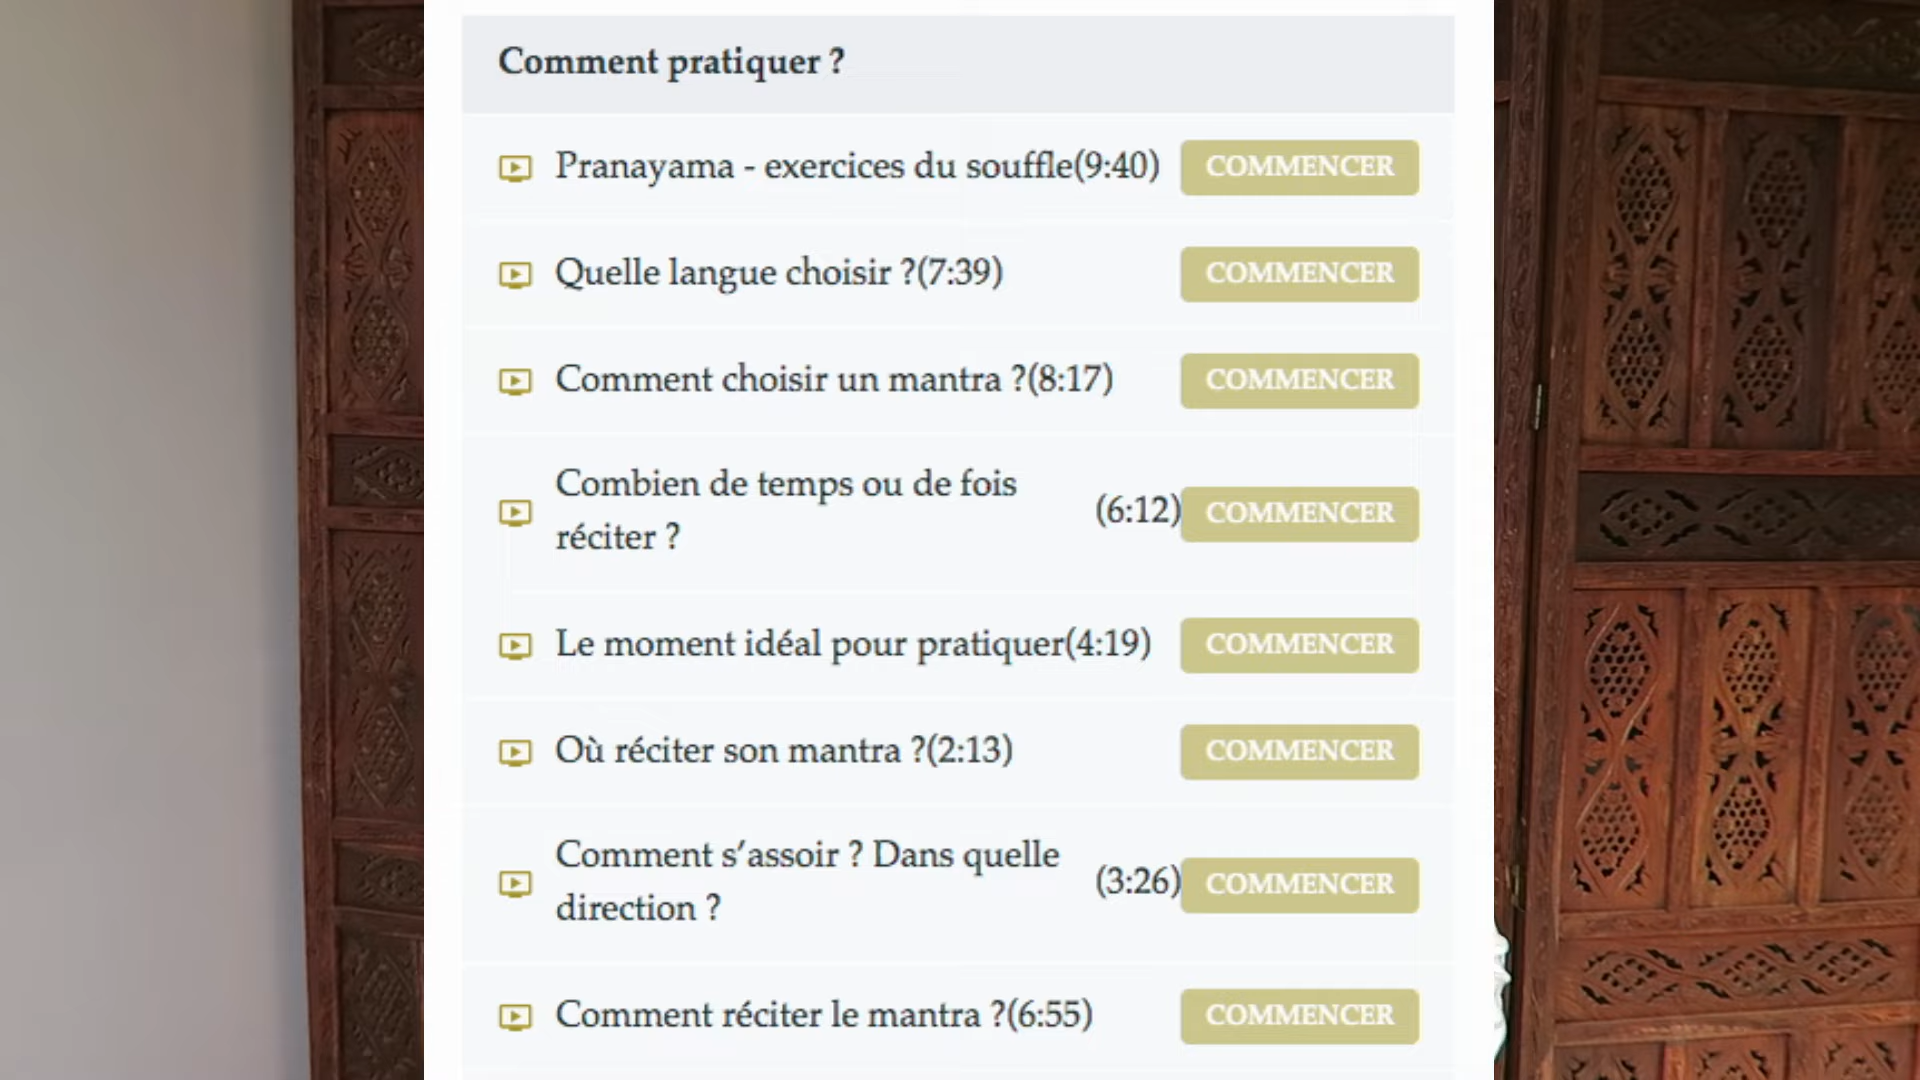 Comment pratiquer ?
Pranayama - exercices du souffle(9:40) COMMENCER
Quelle langue choisir ?(7:39) COMMENCER
Comment choisir un mantra ?(8:17) COMMENCER
Combien de temps ou de fois
réciter ?
(6:12) COMMENCER
Le moment idéal pour pratiquer(4:19) COMMENCER
Où réciter son mantra ?(2:13) COMMENCER
Comment s'assoir ? Dans quelle
direction ?
(3:26) COMMENCER
Comment réciter le mantra ?(6:55) COMMENCER